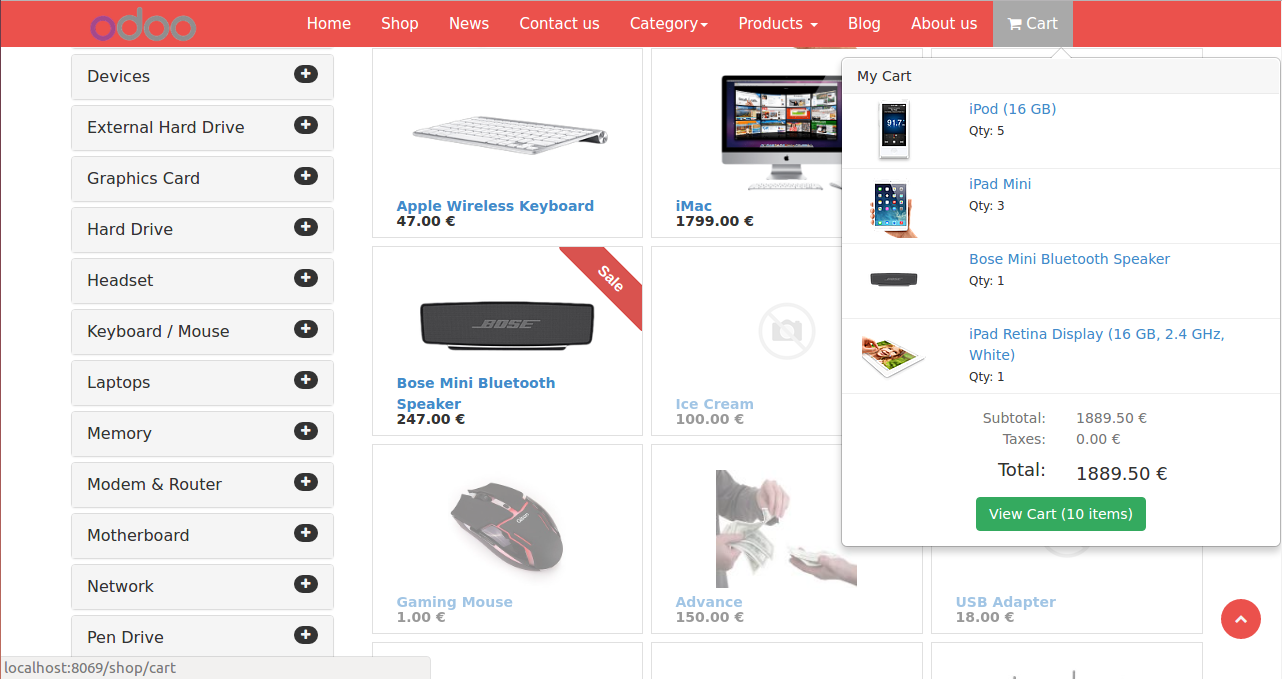 odoo
Home
Shop
News
Contact us
Category
Products
Blog
About us
Cart
Devices
External Hard Drive
Graphics Card
Hard Drive
Headset
Keyboard / Mouse
Laptops
Memory
Modem & Router
Motherboard
Network
Pen Drive
Apple Wireless Keyboard
47.00 €
iMac
1799.00 €
Sale
BOSE
Bose Mini Bluetooth
Speaker
247.00 €
Ice Cream
100.00 €
Gaming Mouse
1.00 €
Advance
150.00 €
USB Adapter
18.00 €
My Cart
91.7
iPod (16 GB)
Qty: 5
iPad Mini
Qty: 3
Bose Mini Bluetooth Speaker
Qty: 1
iPad Retina Display (16 GB, 2.4 GHz,
White)
Qty: 1
Subtotal: 1889.50 €
Taxes: 0.00 €
Total: 1889.50 €
View Cart (10 items)
localhost:8069/shop/cart